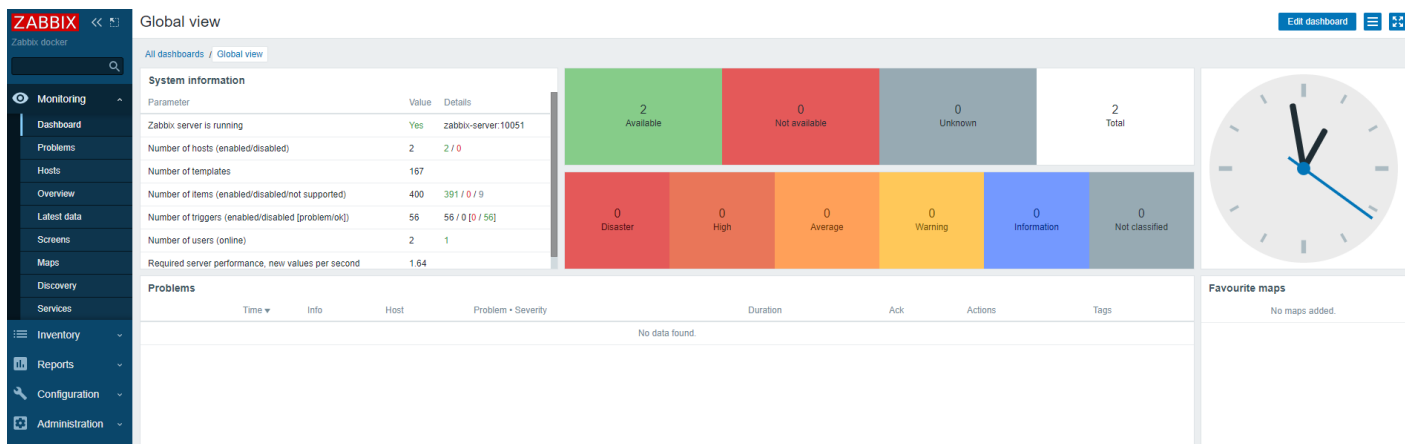 ZABBIX
Zabbix docker
Monitoring
Dashboard
Problems
Hosts
Overview
Latest data
Screens
Maps
Discovery
Services
Inventory
Reports
Configuration
Administration
Global view
Edit dashboard
All dashboards / Global view
System information
Parameter Value Details
Zabbix server is running Yes zabbix-server:10051
Number of hosts (enabled/disabled) 2 2 / 0
Number of templates 167
Number of items (enabled/disabled/not supported) 400 391 / 0 / 9
Number of triggers (enabled/disabled [problem/ok]) 56 56 / 0 [0 / 56]
Number of users (online) 2 1
Required server performance, new values per second 1.64
2 0 0 2
Available Not available Unknown Total
0 0 0 0 0 0
Disaster High Average Warning Information Not classified
Problems
Time Info Host Problem • Severity Duration Ack Actions Tags
No data found.
Favourite maps
No maps added.